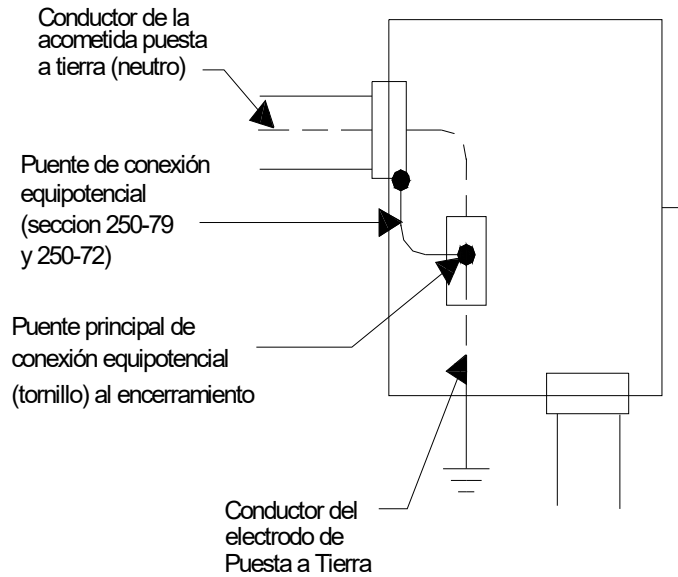 Conductor de la
acometida puesta
a tierra (neutro)
Puente de conexión
equipotencial
(seccion 250-79
y 250-72)
Puente principal de
conexión equipotencial
(tornillo) al encerramiento
Conductor del
electrodo de
Puesta a Tierra